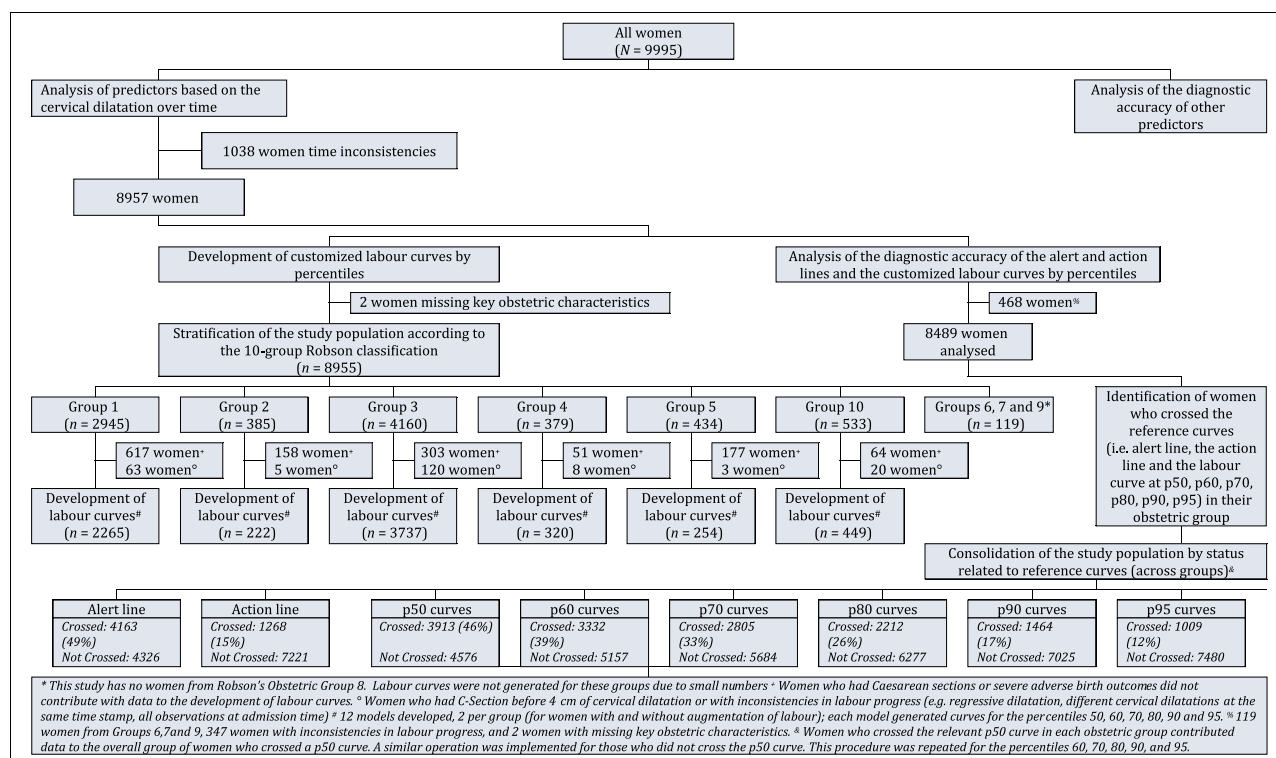 All women
(N = 9995)
Analysis of predictors based on the
cervical dilatation over time
Analysis of the diagnostic
accuracy of other
predictors
1038 women time inconsistencies
8957 women
Development of customized labour curves by
percentiles
Analysis of the diagnostic accuracy of the alert and action
lines and the customized labour curves by percentiles
2 women missing key obstetric characteristics
468 women%
Stratification of the study population according to
the 10-group Robson classification
(n = 8955)
8489 women
analysed
Group 1
(n = 2945)
Group 2
(n = 385)
Group 3
(n = 4160)
Group 4
(n = 379)
Group 5
(n = 434)
Group 10
(n = 533)
Groups 6, 7 and 9*
(n = 119)
Identification of women
who crossed the
reference curves
(i.e. alert line, the action
line and the labour
curve at p50, p60, p70,
p80, p90, p95) in their
obstetric group
617 women+
63 women°
158 women+
5 women°
303 women+
120 women°
51 women+
8 women°
177 women+
3 women°
64 women+
20 women°
Development of
labour curves#
(n = 2265)
Development of
labour curves#
(n = 222)
Development of
labour curves#
(n = 3737)
Development of
labour curves#
(n = 320)
Development of
labour curves#
(n = 254)
Development of
labour curves#
(n = 449)
Consolidation of the study population by status
related to reference curves (across groups)&
Alert line
Crossed: 4163
(49%)
Not Crossed: 4326
Action line
Crossed: 1268
(15%)
Not Crossed: 7221
p50 curves
Crossed: 3913 (46%)
Not Crossed: 4576
p60 curves
Crossed: 3332
(39%)
Not Crossed: 5157
p70 curves
Crossed: 2805
(33%)
Not Crossed: 5684
p80 curves
Crossed: 2212
(26%)
Not Crossed: 6277
p90 curves
Crossed: 1464
(17%)
Not Crossed: 7025
p95 curves
Crossed: 1009
(12%)
Not Crossed: 7480
* This study has no women from Robson's Obstetric Group 8. Labour curves were not generated for these groups due to small numbers + Women who had Caesarean sections or severe adverse birth outcomes did not
contribute with data to the development of labour curves. ° Women who had C-Section before 4 cm of cervical dilatation or with inconsistencies in labour progress (e.g. regressive dilatation, different cervical dilatations at the
same time stamp, all observations at admission time) # 12 models developed, 2 per group (for women with and without augmentation of labour); each model generated curves for the percentiles 50, 60, 70, 80, 90 and 95. % 119
women from Groups 6,7and 9, 347 women with inconsistencies in labour progress, and 2 women with missing key obstetric characteristics. & Women who crossed the relevant p50 curve in each obstetric group contributed
data to the overall group of women who crossed a p50 curve. A similar operation was implemented for those who did not cross the p50 curve. This procedure was repeated for the percentiles 60, 70, 80, 90, and 95.